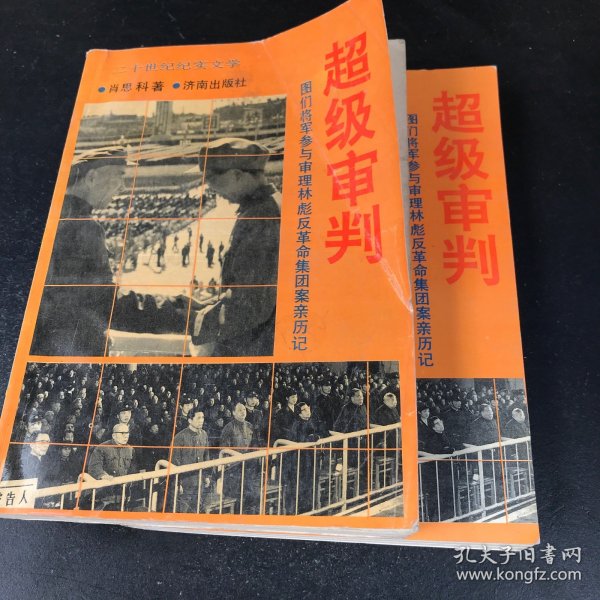 二十世纪纪实文学
●肖思科著 ●济南出版社
超级审判
图们将军参与审理林彪反革命集团案亲历记
告人
超级审判
图们将军参与审理林彪反革命集团案亲历记
孔夫子旧书网
www.kongfz.com